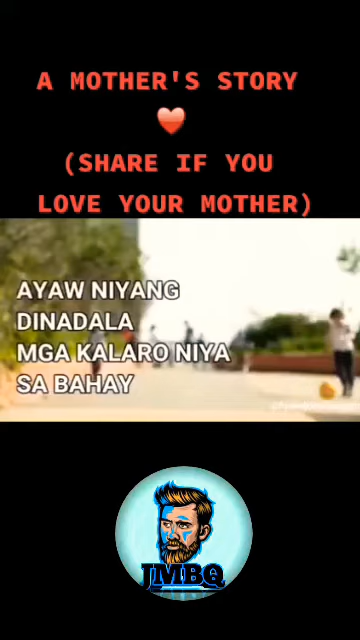 A MOTHER'S STORY
❤️
(SHARE IF YOU
LOVE YOUR MOTHER)
AYAW NIYANG
DINADALA
MGA KALARO NIYA
SA BAHAY
JMBQ